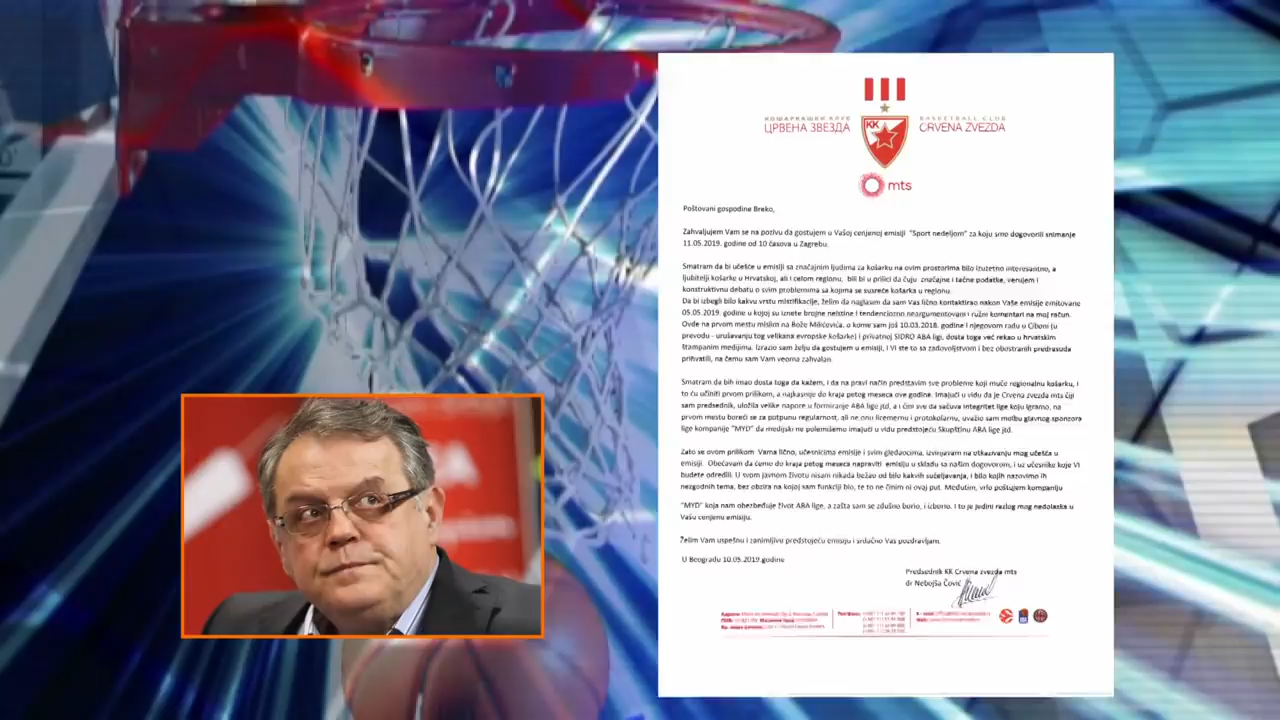 КОШАРКАШКИ КЛУБ
ЦРВЕНА ЗВЕЗДА
BASKETBALL CLUB
CRVENA ZVEZDA
KK
mts
Poštovani gospodine Breko,
Zahvaljujem Vam se na pozivu da gostujem u Vašoj cenjenoj emisiji "Sport nedeljom" za koju smo dogovorili snimanje
11.05.2019. godine od 10 časova u Zagrebu.
Smatram da bi učešće u emisiji sa značajnim ljudima za košarku na ovim prostorima bilo izuzetno interesantno, a
ljubitelji košarke u Hrvatskoj, ali i celom regionu, bili bi u prilici da čuju značajne i tačne podatke, verujem i
konstruktivnu debatu o svim problemima sa kojima se susreće košarka u regionu.
Da bi izbegli bilo kakvu vrstu mistifikacije, želim da naglasim da sam Vas lično kontaktirao nakon Vaše emisije emitovane
05.05.2019. godine u kojoj su iznete brojne neistine i tendenciozno neargumentovani i ružni komentari na moj račun.
Ovde na prvom mestu mislim na Bože Miličevića, o kome sam još 10.03.2018. godine i njegovom radu u Ciboni (u
prevodu - urušavanju tog velikana evropske košarke) i privatnoj SIDRO ABA ligi, dosta toga već rekao u hrvatskim
štampanim medijima. Izrazio sam želju da gostujem u emisiji, i Vi ste to sa zadovoljstvom i bez obostranih predrasuda
prihvatili, na čemu sam Vam veoma zahvalan.
Smatram da bih imao dosta toga da kažem, i da na pravi način predstavim sve probleme koji muče regionalnu košarku, i
to ću učiniti prvom prilikom, a najkasnije do kraja petog meseca ove godine. Imajući u vidu da je Crvena zvezda mts čiji
sam predsednik, uložila velike napore u formiranje ABA lige jtd, a i čini sve da sačuva integritet lige koju igramo, na
prvom mestu boreći se za potpunu regularnost, ali ne onu licemernu i protokolarnu, uvažio sam molbu glavnog sponzora
lige kompanije "MYD" da medijski ne polemišemo imajući u vidu predstojeću Skupštinu ABA lige jtd.
Zato se ovom prilikom Vama lično, učesnicima emisije i svim gledaocima, izvinjavam na otkazivanju mog učešća u
emisiji. Obećavam da ćemo do kraja petog meseca napraviti emisiju u skladu sa našim dogovorom, i uz učesnike koje Vi
budete odredili. U svom javnom životu nisam nikada bežao od bilo kakvih sučeljavanja, i bilo kojih nazovimo ih
nezgodnih tema, bez obzira na kojoj sam funkciji bio, te to ne činim ni ovaj put. Međutim, vrlo poštujem kompaniju
"MYD" koja nam obezbeđuje život ABA lige, a zašta sam se zdušno borio, i izborio. I to je jedini razlog mog nedolaska u
Vašu cenjenu emisiju.
Želim Vam uspešnu i zanimljivu predstojeću emisiju i srdačno Vas pozdravljam.
U Beogradu 10.05.2019.godine
Predsednik KK Crvena zvezda mts
dr Nebojša Čović